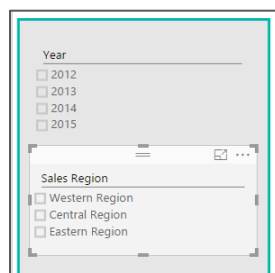 Year
2012
2013
2014
2015
Sales Region
Western Region
Central Region
Eastern Region